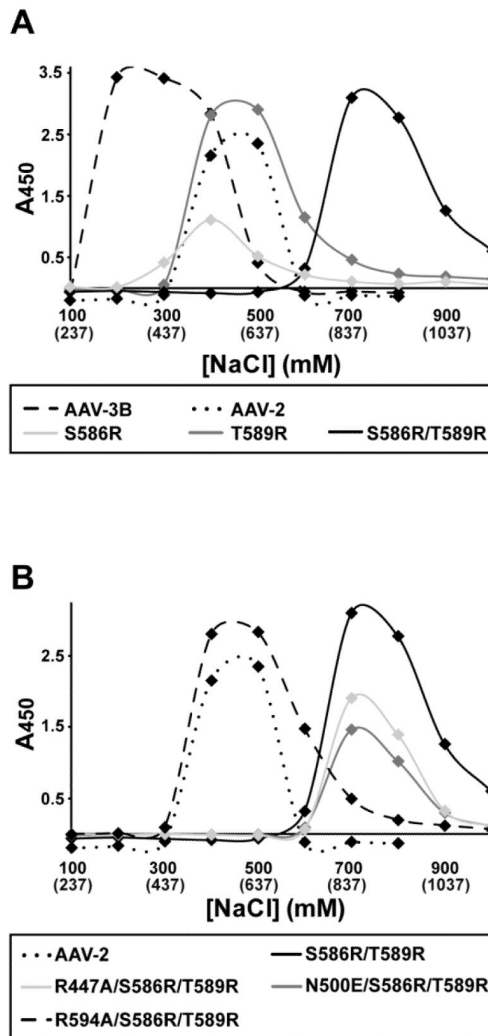 A
3.5
2.5
A450
1.5
0.5
100 300 500 700 900
(237) (437) (637) (837) (1037)
[NaCl] (mM)
AAV-3B AAV-2
S586R T589R S586R/T589R
B
2.5
A450
1.5
0.5
100 300 500 700 900
(237) (437) (637) (837) (1037)
[NaCl] (mM)
AAV-2 S586R/T589R
R447A/S586R/T589R N500E/S586R/T589R
R594A/S586R/T589R